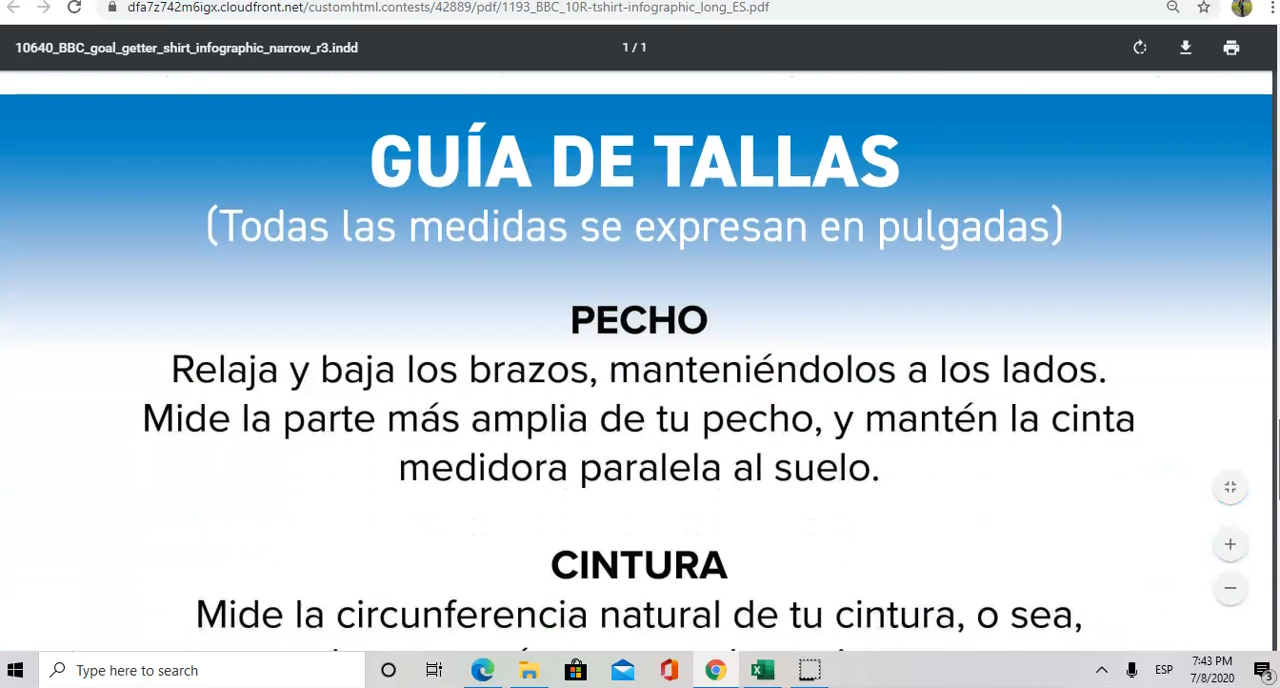 dfa7z742m6igx.cloudfront.net/customhtml.contests/42889/pdf/1193_BBC_10R-tshirt-infographic_long_ES.pdf
10640_BBC_goal_getter_shirt_infographic_narrow_r3.indd
1 / 1
GUÍA DE TALLAS
(Todas las medidas se expresan en pulgadas)
PECHO
Relaja y baja los brazos, manteniéndolos a los lados.
Mide la parte más amplia de tu pecho, y mantén la cinta
medidora paralela al suelo.
CINTURA
Mide la circunferencia natural de tu cintura, o sea,
Type here to search
ESP
7:43 PM
7/8/2020
3